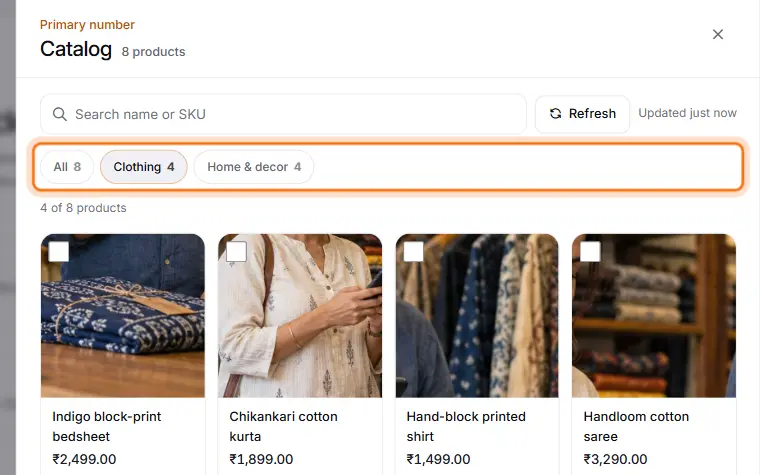 Primary number
Catalog 8 products
Search name or SKU
Refresh
Updated just now
All 8
Clothing 4
Home & decor 4
4 of 8 products
Indigo block-print
bedsheet
₹2,499.00
Chikankari cotton
kurta
₹1,899.00
Hand-block printed
shirt
₹1,499.00
Handloom cotton
saree
₹3,290.00